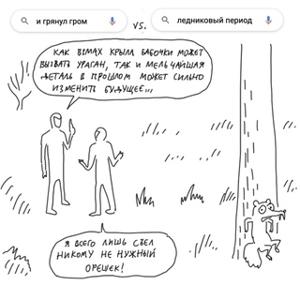 и грянул гром
vs.
ледниковый период
КАК ВЗМАХ КРЫЛА БАБОЧКИ МОЖЕТ
ВЫЗВАТЬ УРАГАН, ТАК И МЕЛЬЧАЙШАЯ
ДЕТАЛЬ В ПРОШЛОМ МОЖЕТ СИЛЬНО
ИЗМЕНИТЬ БУДУЩЕЕ...
Я ВСЕГО ЛИШЬ СЪЕЛ
НИКОМУ НЕ НУЖНЫЙ
ОРЕШЕК!